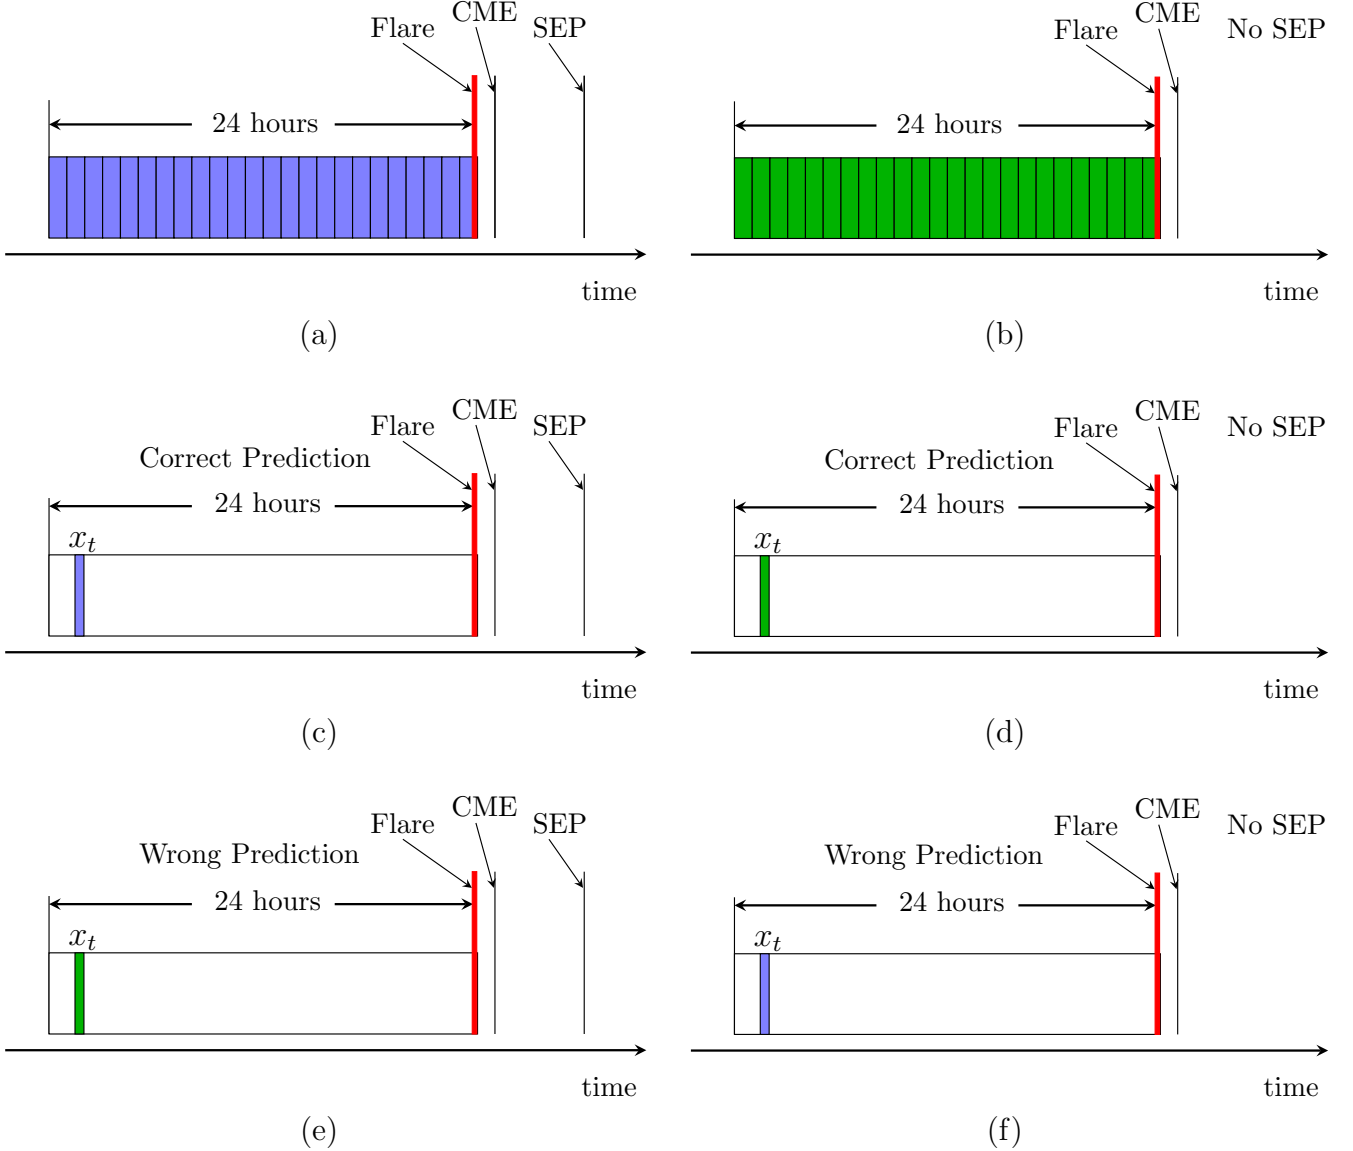 Flare CME SEP
24 hours
time
(a)
Flare CME No SEP
24 hours
time
(b)
Flare CME SEP
Correct Prediction
24 hours
x_t
time
(c)
Flare CME No SEP
Correct Prediction
24 hours
x_t
time
(d)
Flare CME SEP
Wrong Prediction
24 hours
x_t
time
(e)
Flare CME No SEP
Wrong Prediction
24 hours
x_t
time
(f)